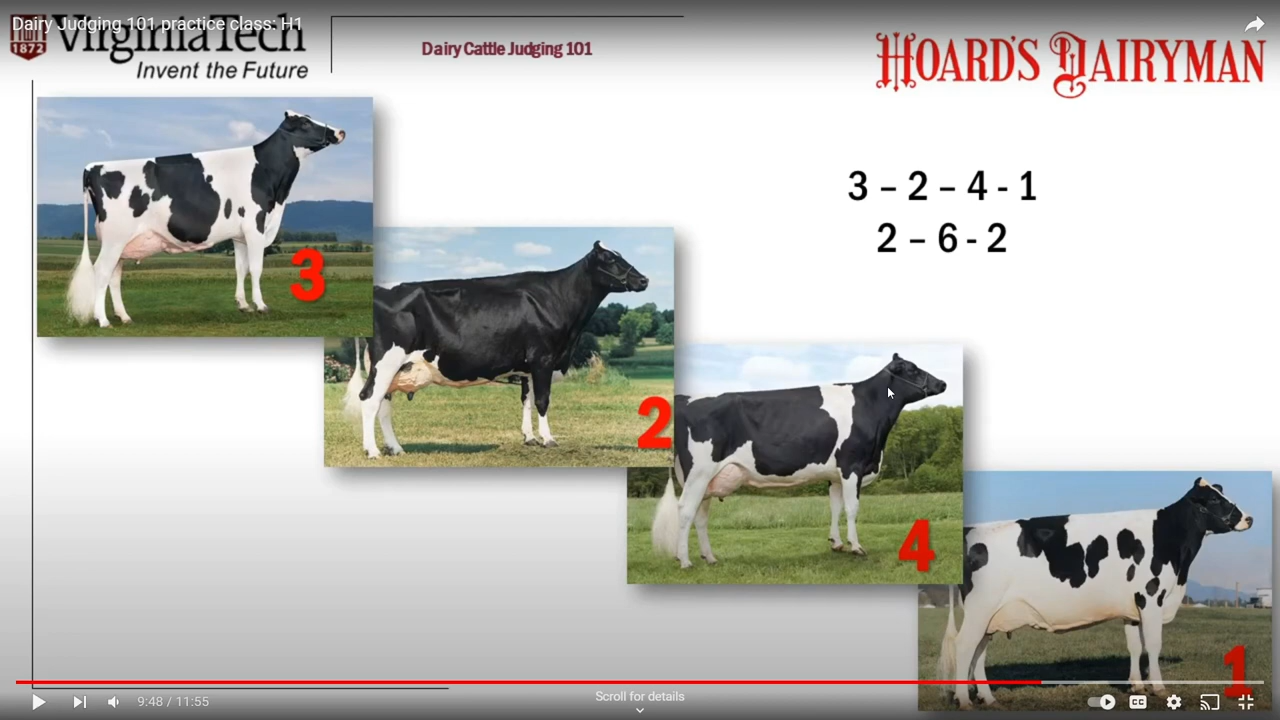 Dairy Judging 101 practice class: H1
1872
VirginiaTech
Invent the Future
Dairy Cattle Judging 101
HOARD'S DAIRYMAN
3 – 2 – 4 - 1
2 – 6 - 2
3
2
4
1
9:48 / 11:55
Scroll for details
CC